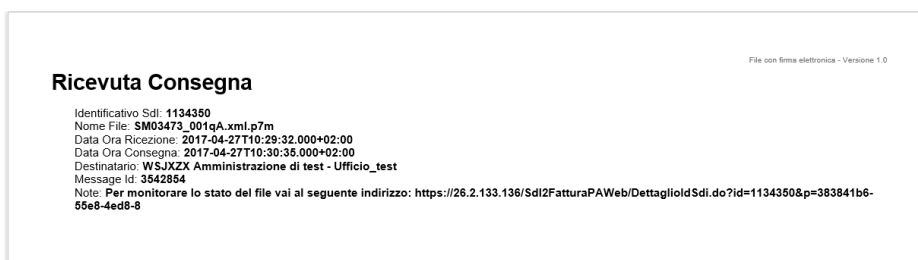 File con firma elettronica - Versione 1.0
Ricevuta Consegna
Identificativo SdI: 1134350
Nome File: SM03473_001qA.xml.p7m
Data Ora Ricezione: 2017-04-27T10:29:32.000+02:00
Data Ora Consegna: 2017-04-27T10:30:35.000+02:00
Destinatario: WSJXZX Amministrazione di test - Ufficio_test
Message Id: 3542854
Note: Per monitorare lo stato del file vai al seguente indirizzo: https://26.2.133.136/SdI2FatturaPAWeb/DettaglioIdSdi.do?id=1134350&p=383841b6-
55e8-4ed8-8